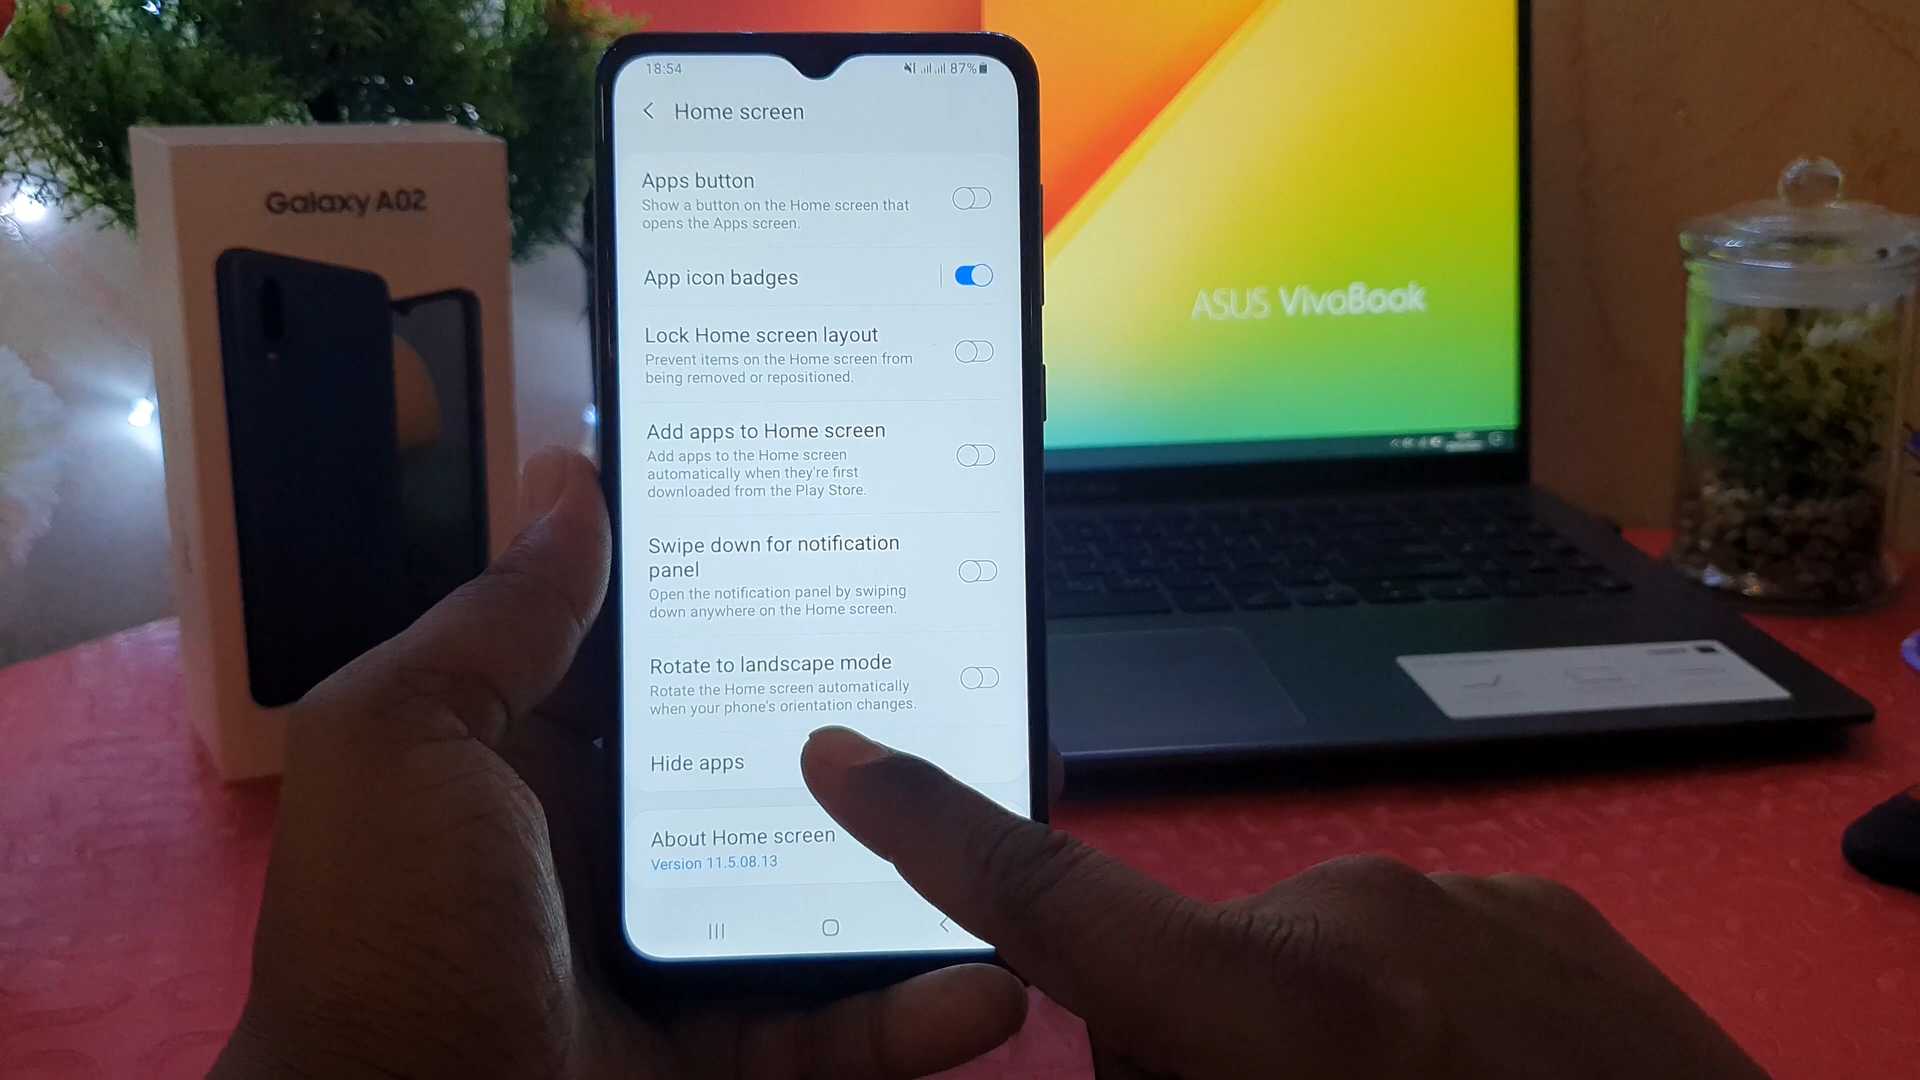 18:54
87%
Home screen
Apps button
Show a button on the Home screen that
opens the Apps screen.
App icon badges
Lock Home screen layout
Prevent items on the Home screen from
being removed or repositioned.
Add apps to Home screen
Add apps to the Home screen
automatically when they're first
downloaded from the Play Store.
Swipe down for notification
panel
Open the notification panel by swiping
down anywhere on the Home screen.
Rotate to landscape mode
Rotate the Home screen automatically
when your phone's orientation changes.
Hide apps
About Home screen
Version 11.5.08.13
Galaxy A02
ASUS VivoBook